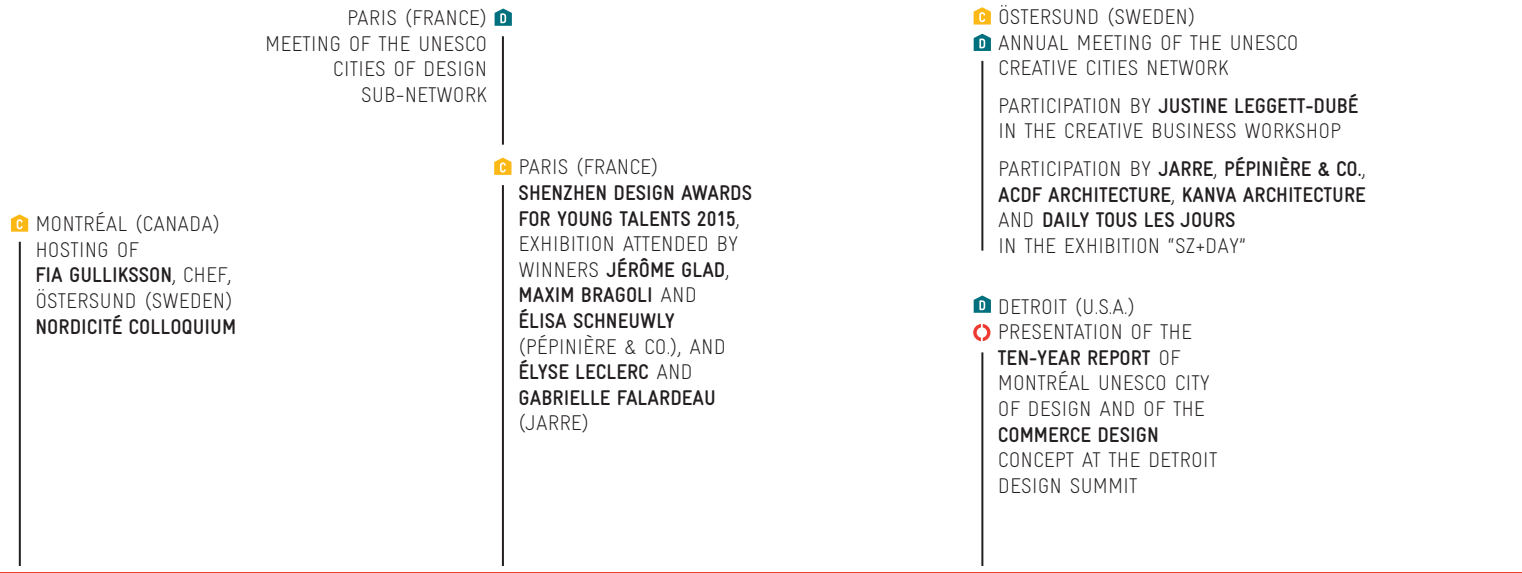 C MONTRÉAL (CANADA)
HOSTING OF
FIA GULLIKSSON, CHEF,
ÖSTERSUND (SWEDEN)
NORDICITÉ COLLOQUIUM
PARIS (FRANCE) D
MEETING OF THE UNESCO
CITIES OF DESIGN
SUB-NETWORK
C PARIS (FRANCE)
SHENZHEN DESIGN AWARDS
FOR YOUNG TALENTS 2015,
EXHIBITION ATTENDED BY
WINNERS JÉRÔME GLAD,
MAXIM BRAGOLI AND
ÉLISA SCHNEUWLY
(PÉPINIÈRE & CO.), AND
ÉLYSE LECLERC AND
GABRIELLE FALARDEAU
(JARRE)
C ÖSTERSUND (SWEDEN)
D ANNUAL MEETING OF THE UNESCO
CREATIVE CITIES NETWORK
PARTICIPATION BY JUSTINE LEGGETT-DUBÉ
IN THE CREATIVE BUSINESS WORKSHOP
PARTICIPATION BY JARRE, PÉPINIÈRE & CO.,
ACDF ARCHITECTURE, KANVA ARCHITECTURE
AND DAILY TOUS LES JOURS
IN THE EXHIBITION "SZ+DAY"
D DETROIT (U.S.A.)
PRESENTATION OF THE
TEN-YEAR REPORT OF
MONTRÉAL UNESCO CITY
OF DESIGN AND OF THE
COMMERCE DESIGN
CONCEPT AT THE DETROIT
DESIGN SUMMIT